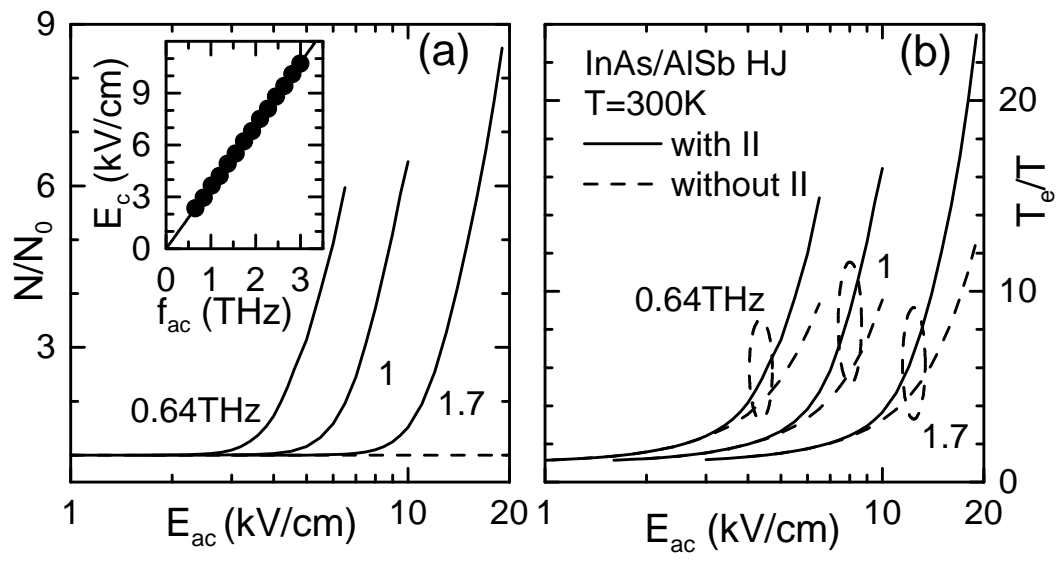 9
6
3
N/N0
(a)
9
6
3
0
Ec (kV/cm)
0 1 2 3
fac (THz)
0.64THz
1
1.7
1 10 20
Eac (kV/cm)
(b)
InAs/AlSb HJ
T=300K
with II
without II
0.64THz
1
1.7
20
10
0
Te/T
1 10 20
Eac (kV/cm)